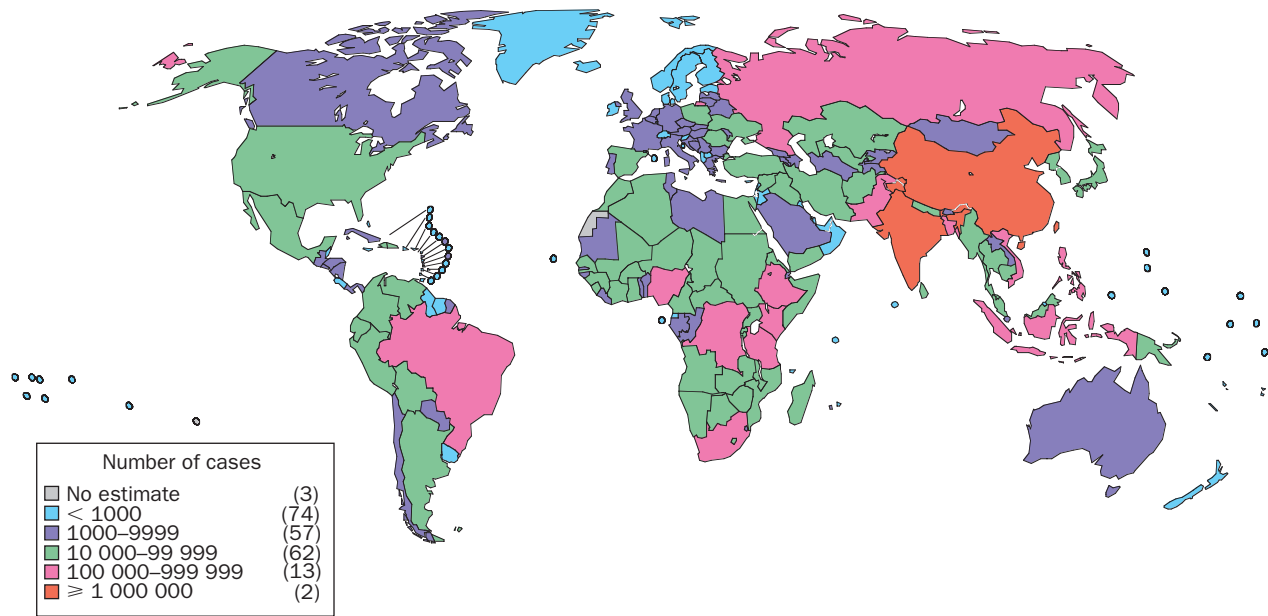 Number of cases
No estimate (3)
< 1000 (74)
1000–9999 (57)
10 000–99 999 (62)
100 000–999 999 (13)
⩾ 1 000 000 (2)